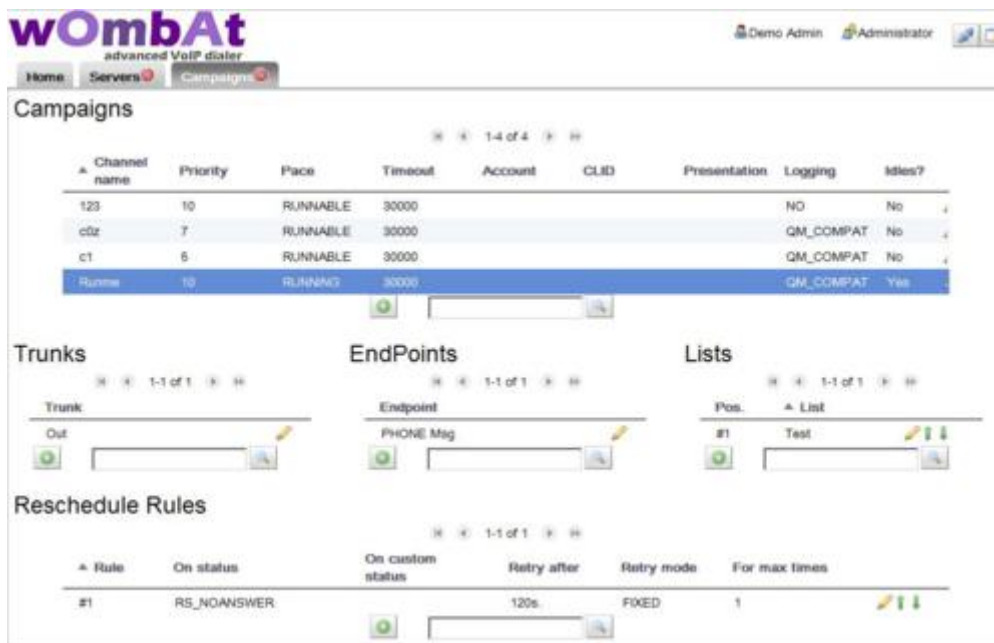 wOmbAt
advanced VoIP dialer
Demo Admin Administrator
Home Servers Campaigns
Campaigns
1-4 of 4
Channel name Priority Pace Timeout Account CLID Presentation Logging Idles?
123 10 RUNNABLE 30000 NO No
c0z 7 RUNNABLE 30000 QM_COMPAT No
c1 6 RUNNABLE 30000 QM_COMPAT No
Runme 10 RUNNING 30000 QM_COMPAT Yes
Trunks EndPoints Lists
1-1 of 1 1-1 of 1 1-1 of 1
Trunk Endpoint Pos. List
Out PHONE Msg #1 Test
Reschedule Rules
1-1 of 1
Rule On status On custom status Retry after Retry mode For max times
#1 RS_NOANSWER 120s. FIXED 1